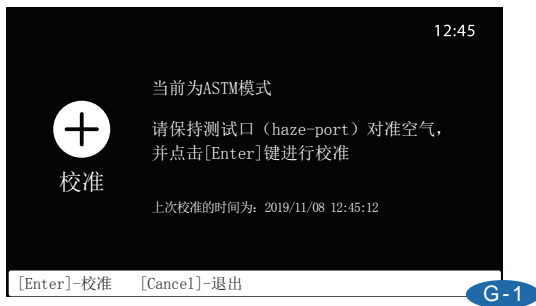 12:45
当前为ASTM模式
请保持测试口（haze-port）对准空气，
并点击[Enter]键进行校准
校准
上次校准的时间为: 2019/11/08 12:45:12
[Enter]-校准 [Cancel]-退出
G-1